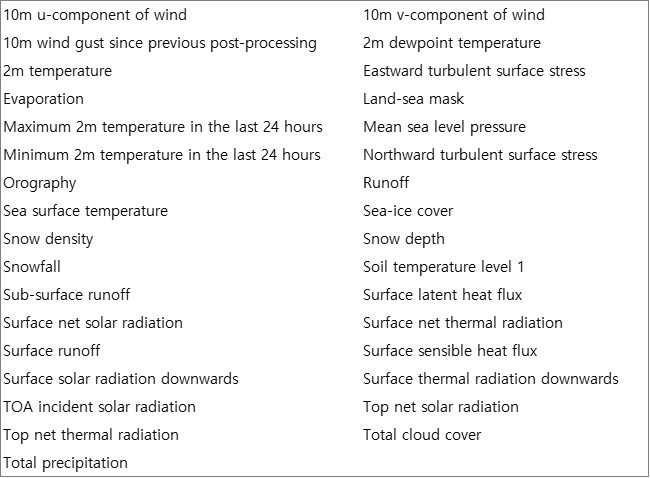 10m u-component of wind 10m v-component of wind
10m wind gust since previous post-processing 2m dewpoint temperature
2m temperature Eastward turbulent surface stress
Evaporation Land-sea mask
Maximum 2m temperature in the last 24 hours Mean sea level pressure
Minimum 2m temperature in the last 24 hours Northward turbulent surface stress
Orography Runoff
Sea surface temperature Sea-ice cover
Snow density Snow depth
Snowfall Soil temperature level 1
Sub-surface runoff Surface latent heat flux
Surface net solar radiation Surface net thermal radiation
Surface runoff Surface sensible heat flux
Surface solar radiation downwards Surface thermal radiation downwards
TOA incident solar radiation Top net solar radiation
Top net thermal radiation Total cloud cover
Total precipitation